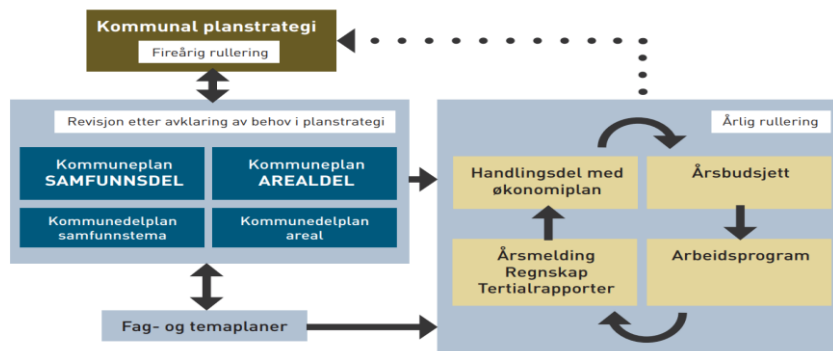 Kommunal planstrategi
Fireårig rullering
Revisjon etter avklaring av behov i planstrategi
Kommuneplan
SAMFUNNSDEL
Kommuneplan
AREALDEL
Kommunedelplan
samfunnstema
Kommunedelplan
areal
Fag- og temaplaner
Årlig rullering
Handlingsdel med
økonomiplan
Årsbudsjett
Årsmelding
Regnskap
Tertialrapporter
Arbeidsprogram